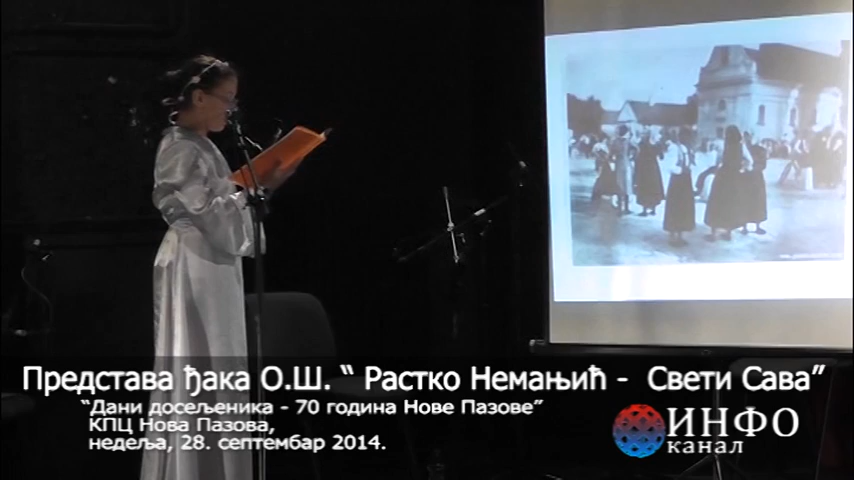 Представа ђака О.Ш. “ Растко Немањић -  Свети Сава”
“Дани досељеника - 70 година Нове Пазове”
КПЦ Нова Пазова,
недеља, 28. септембар 2014.
ИНФО
канал